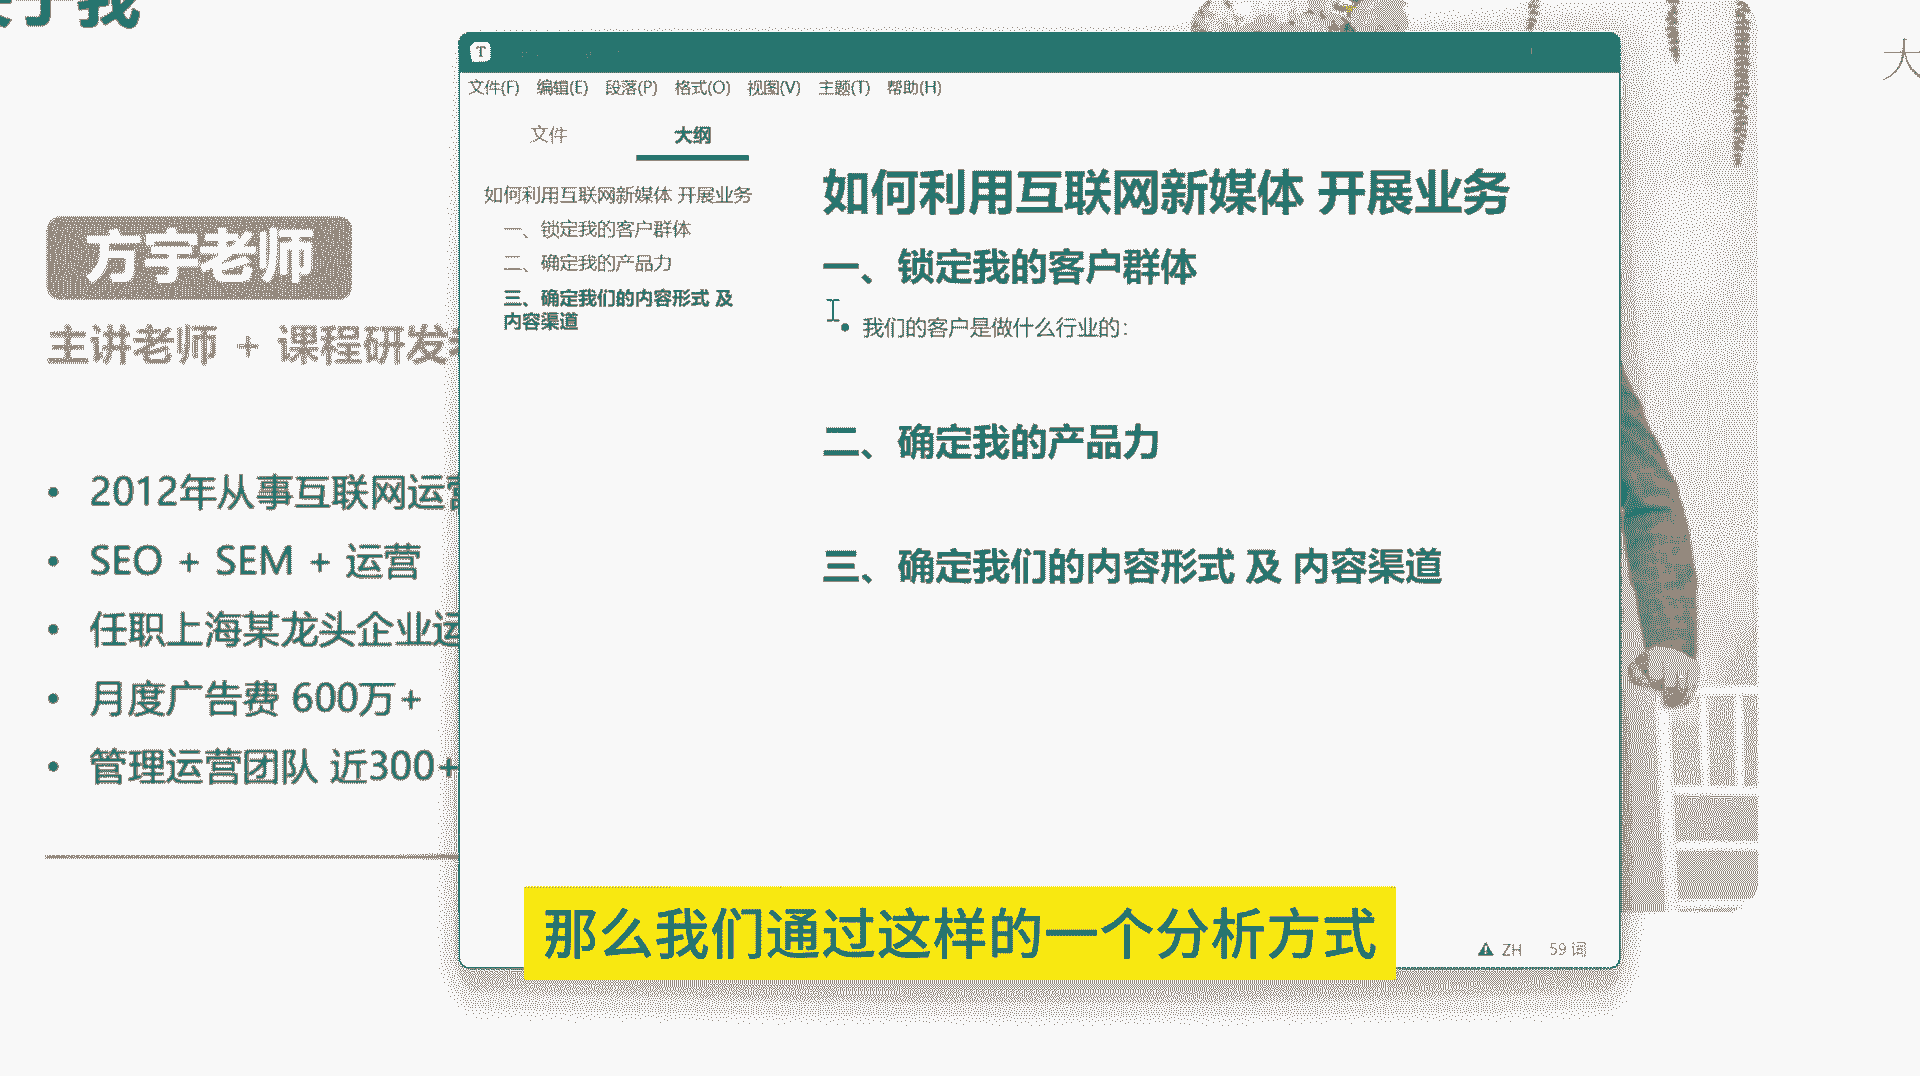 于我
大
方宇老师
主讲老师 + 课程研发
2012年从事互联网运营
SEO + SEM + 运营
任职上海某龙头企业运
月度广告费 600万+
管理运营团队 近300+
T
文件(F) 编辑(E) 段落(P) 格式(O) 视图(V) 主题(T) 帮助(H)
文件 大纲
如何利用互联网新媒体 开展业务
一、锁定我的客户群体
二、确定我的产品力
三、确定我们的内容形式 及
内容渠道
如何利用互联网新媒体 开展业务
一、锁定我的客户群体
• 我们的客户是做什么行业的:
二、确定我的产品力
三、确定我们的内容形式 及 内容渠道
ZH 59 词
那么我们通过这样的一个分析方式